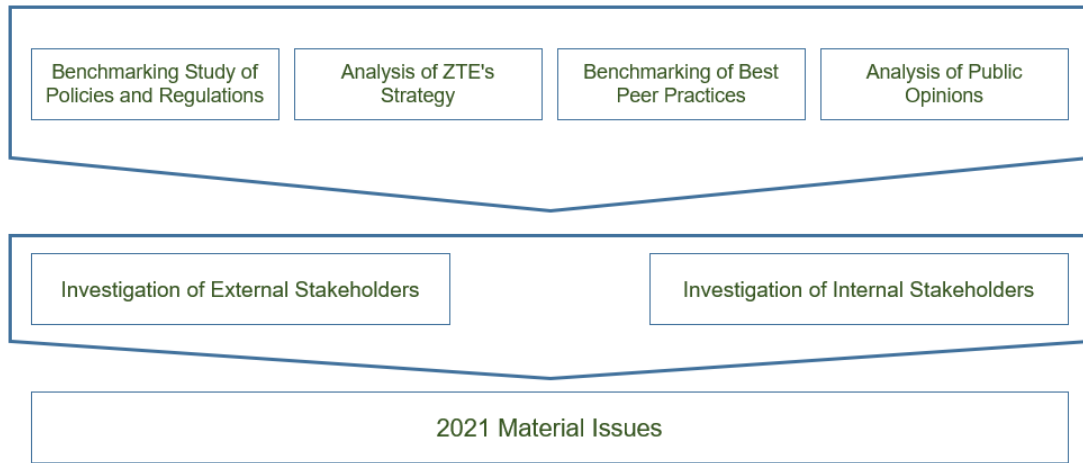 Benchmarking Study of
Policies and Regulations
Analysis of ZTE's
Strategy
Benchmarking of Best
Peer Practices
Analysis of Public
Opinions
Investigation of External Stakeholders
Investigation of Internal Stakeholders
2021 Material Issues